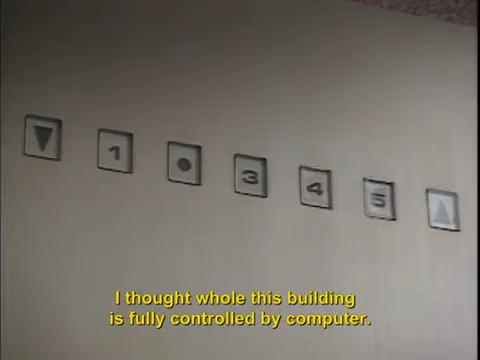 ▼ 1 ● 3 4 5 ▲
I thought whole this building
is fully controlled by computer.